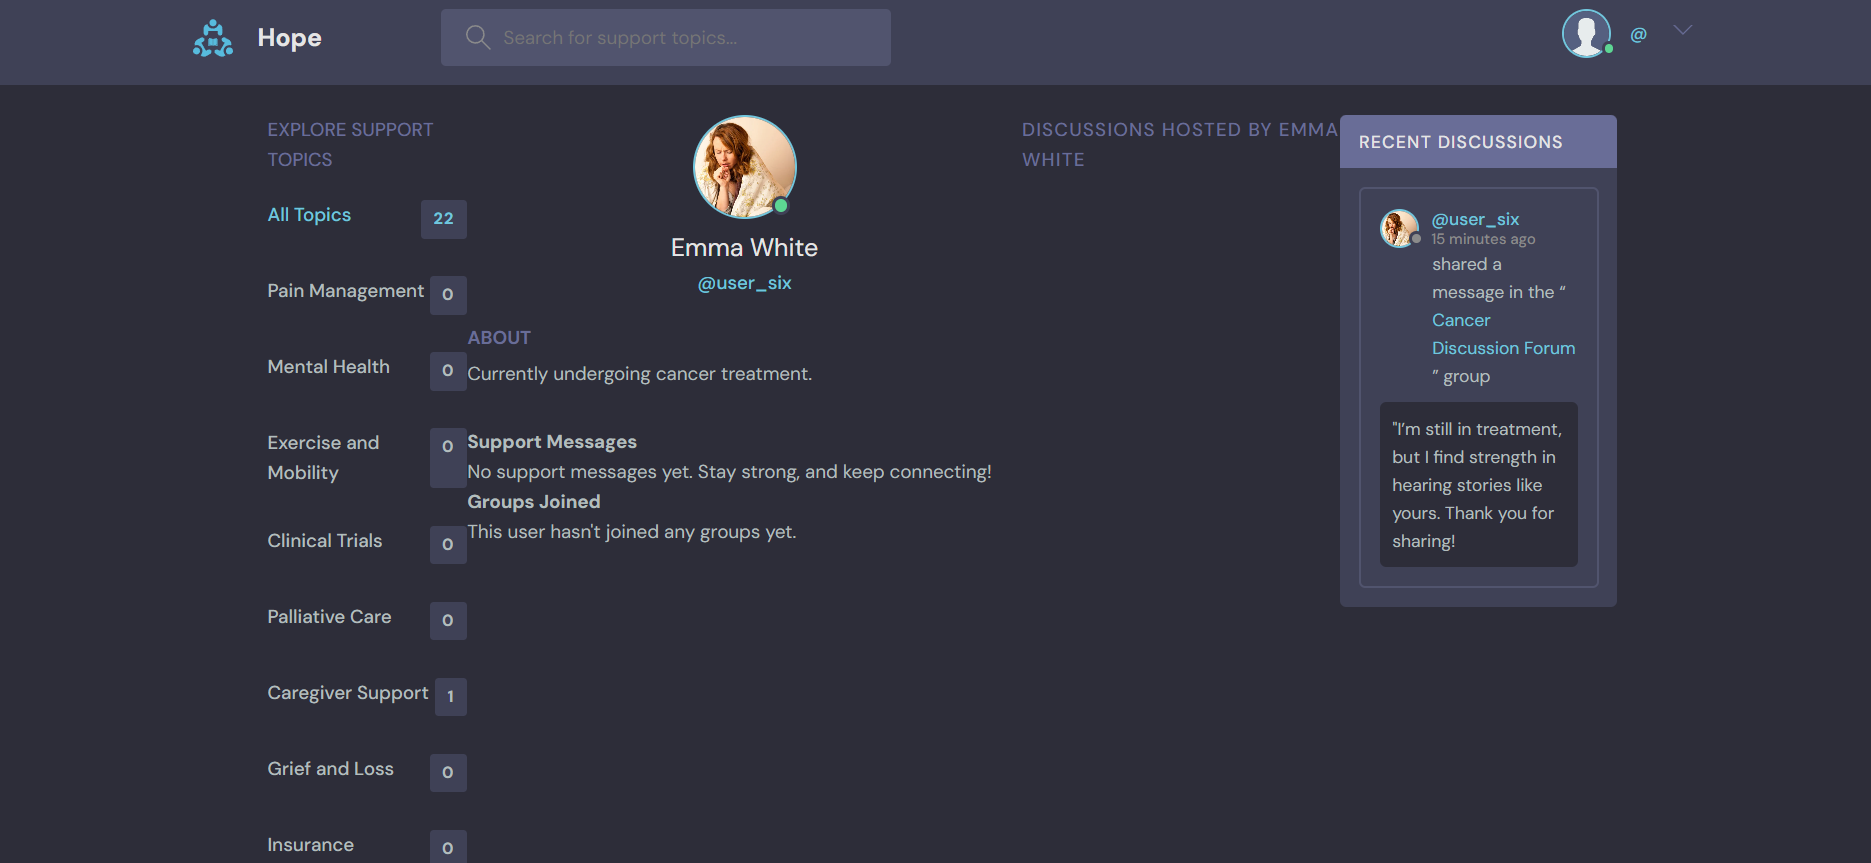 Hope
Search for support topics...
@
EXPLORE SUPPORT
TOPICS
All Topics 22
Pain Management 0
Mental Health 0
Exercise and
Mobility 0
Clinical Trials 0
Palliative Care 0
Caregiver Support 1
Grief and Loss 0
Insurance 0
Emma White
@user_six
ABOUT
Currently undergoing cancer treatment.
Support Messages
No support messages yet. Stay strong, and keep connecting!
Groups Joined
This user hasn't joined any groups yet.
DISCUSSIONS HOSTED BY EMMA
WHITE
RECENT DISCUSSIONS
@user_six
15 minutes ago
shared a
message in the “
Cancer
Discussion Forum
” group
"I’m still in treatment,
but I find strength in
hearing stories like
yours. Thank you for
sharing!